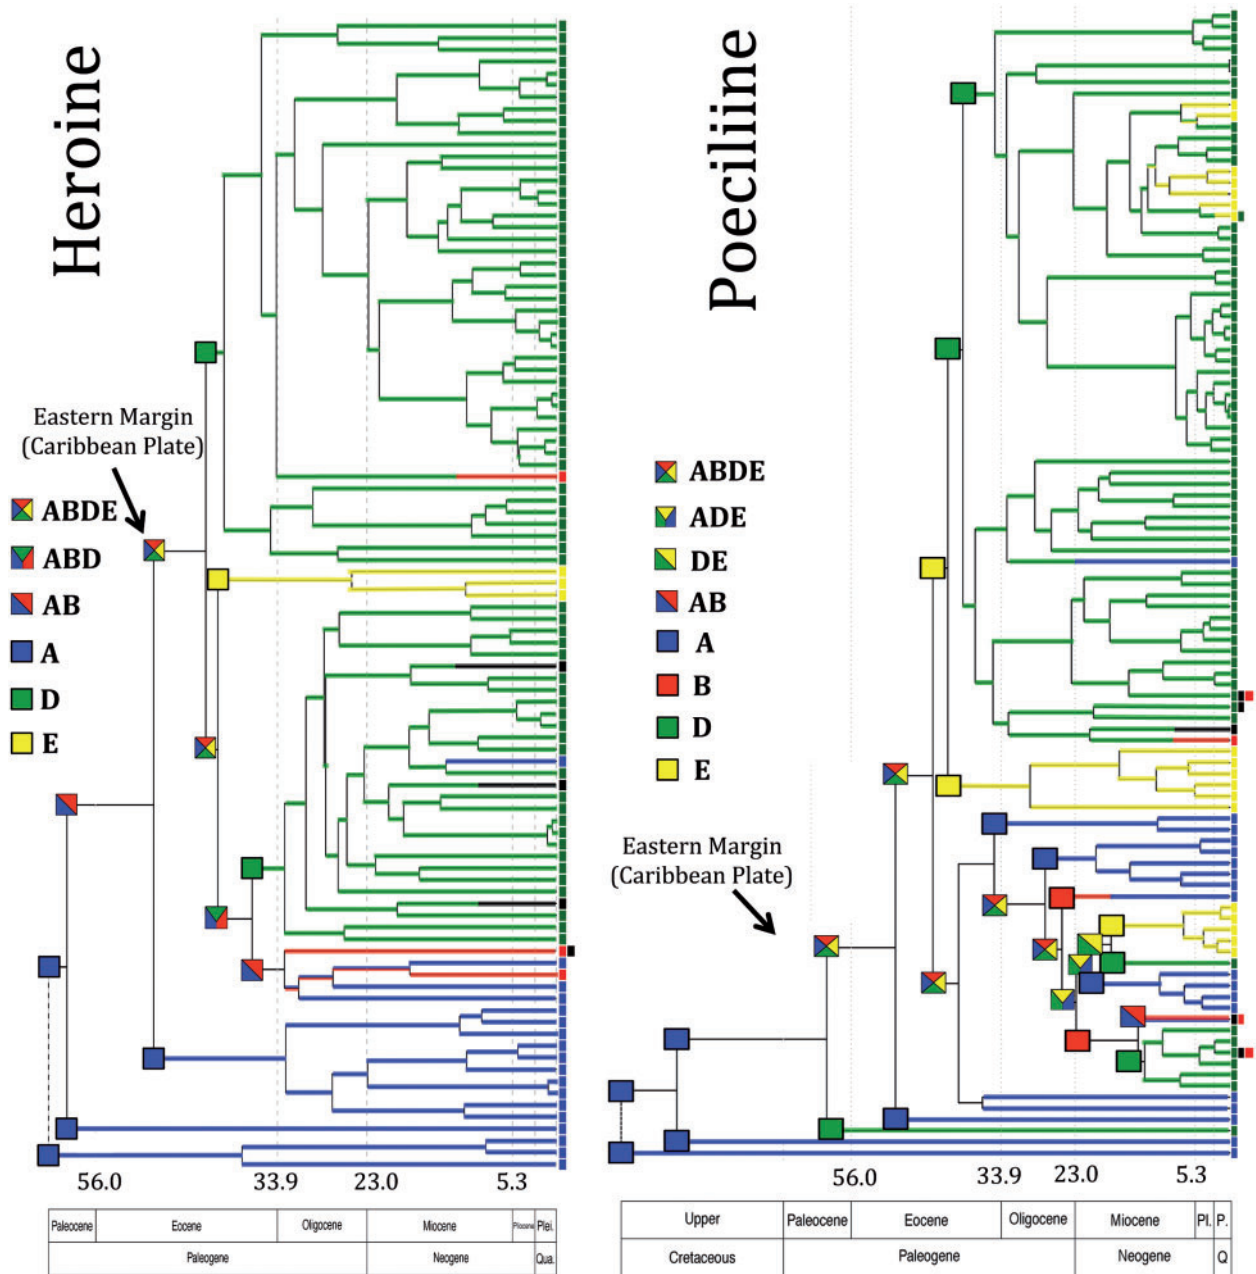 Heroine
Eastern Margin
(Caribbean Plate)
ABDE
ABD
AB
A
D
E
56.0
33.9
23.0
5.3
Paleocene
Eocene
Oligocene
Miocene
Pliocene
Plei.
Paleogene
Neogene
Qua.
Poeciliine
ABDE
ADE
DE
AB
A
B
D
E
Eastern Margin
(Caribbean Plate)
56.0
33.9
23.0
5.3
Upper
Paleocene
Eocene
Oligocene
Miocene
Pl.
P.
Cretaceous
Paleogene
Neogene
Q